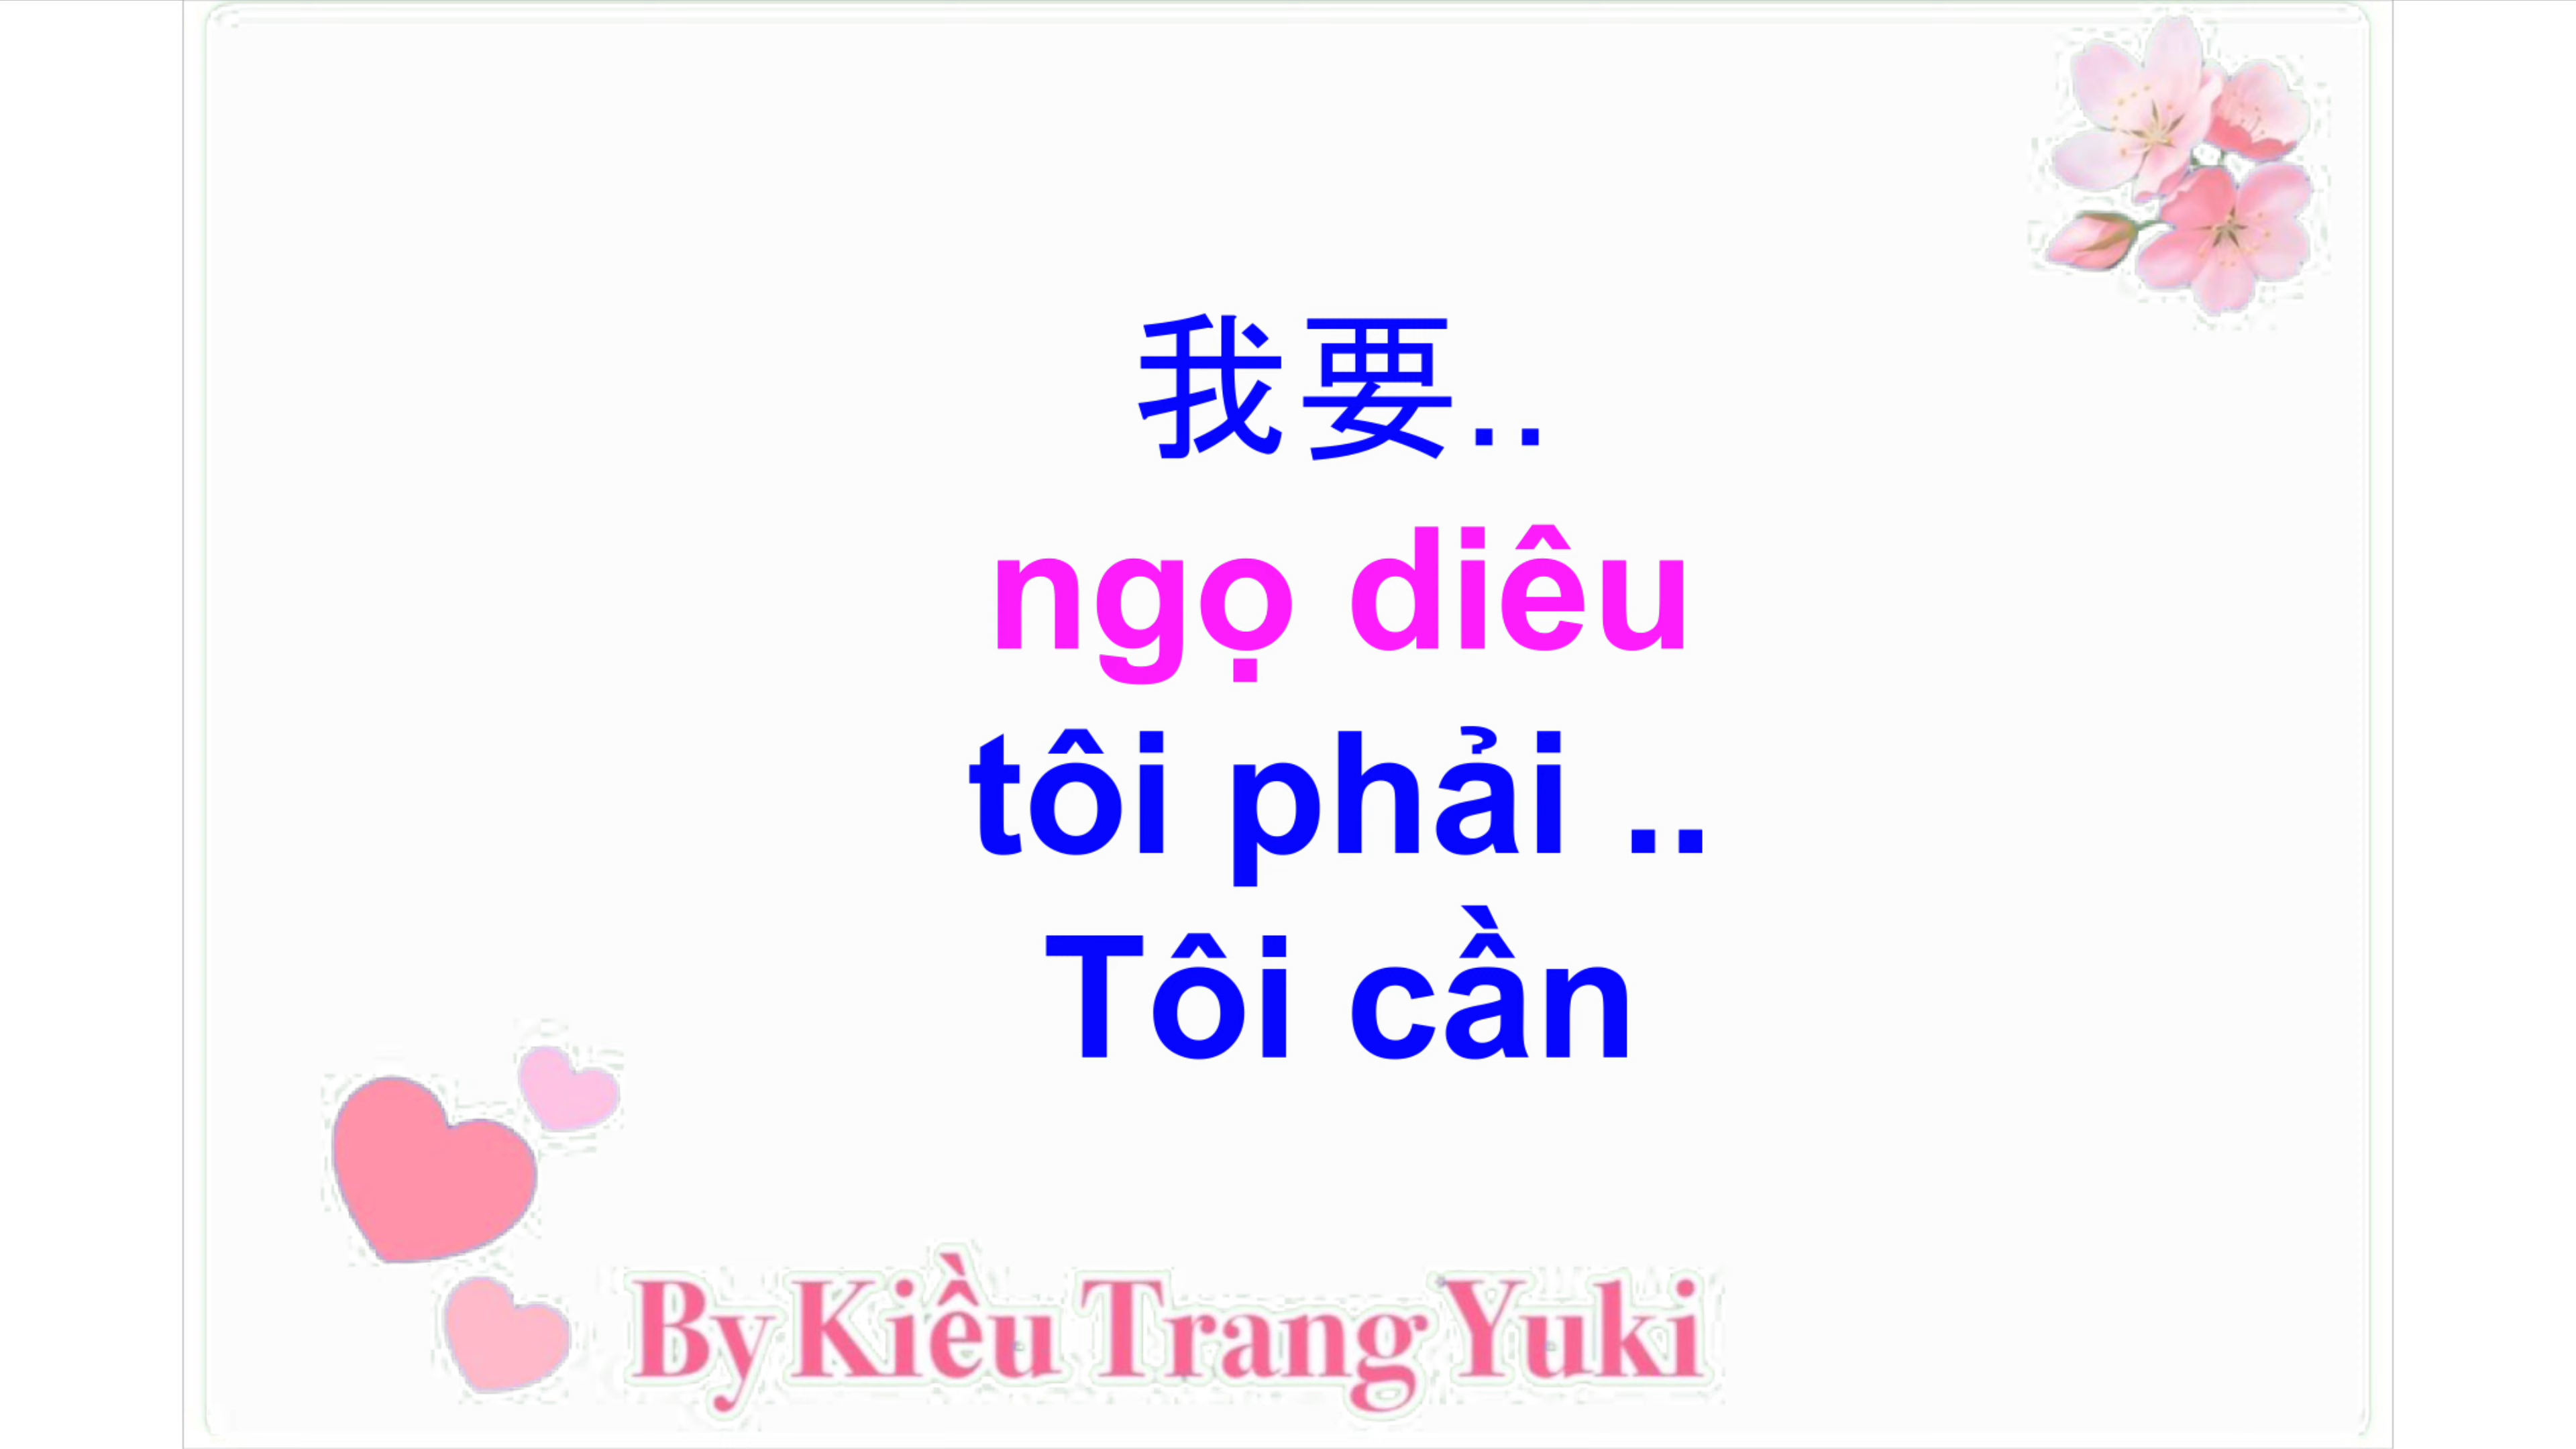 我要..
ngọ diêu
tôi phải ..
Tôi cần
By Kiều Trang Yuki